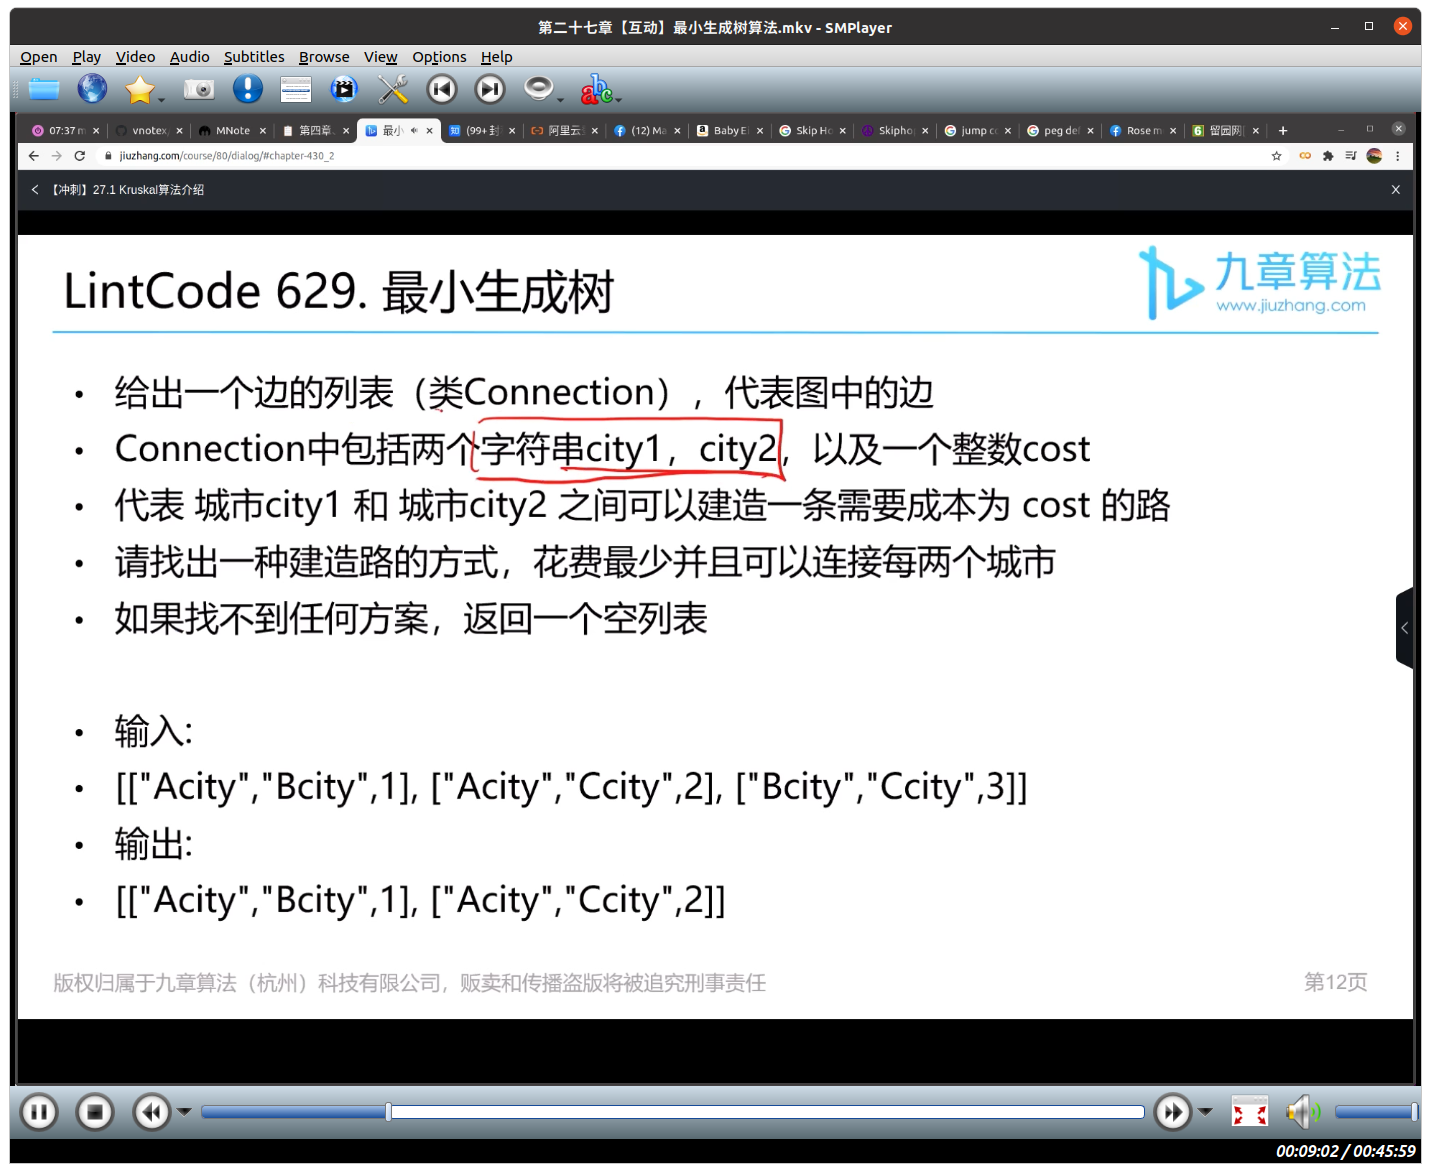 第二十七章【互动】最小生成树算法.mkv - SMPlayer
Open Play Video Audio Subtitles Browse View Options Help
07:37 m vnotex, MNote 第四章. 最小 (99+ 封 阿里云 (12) Ma Baby Ei Skip Ho Skipho jump co peg def Rose m 留园网
jiuzhang.com/course/80/dialog/#chapter-430_2
【冲刺】27.1 Kruskal算法介绍
LintCode 629. 最小生成树
九章算法
www.jiuzhang.com
• 给出一个边的列表（类Connection），代表图中的边
• Connection中包括两个字符串city1，city2，以及一个整数cost
• 代表 城市city1 和 城市city2 之间可以建造一条需要成本为 cost 的路
• 请找出一种建造路的方式，花费最少并且可以连接每两个城市
• 如果找不到任何方案，返回一个空列表
• 输入:
• [["Acity","Bcity",1], ["Acity","Ccity",2], ["Bcity","Ccity",3]]
• 输出:
• [["Acity","Bcity",1], ["Acity","Ccity",2]]
版权归属于九章算法（杭州）科技有限公司，贩卖和传播盗版将被追究刑事责任
第12页
00:09:02 / 00:45:59